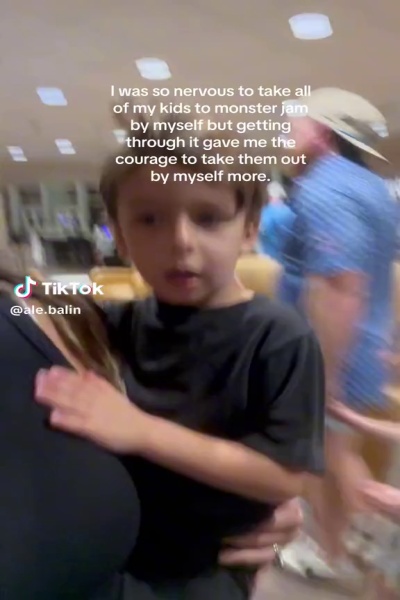 I was so nervous to take all
of my kids to monster jam
by myself but getting
through it gave me the
courage to take them out
by myself more.
TikTok
@ale.balin